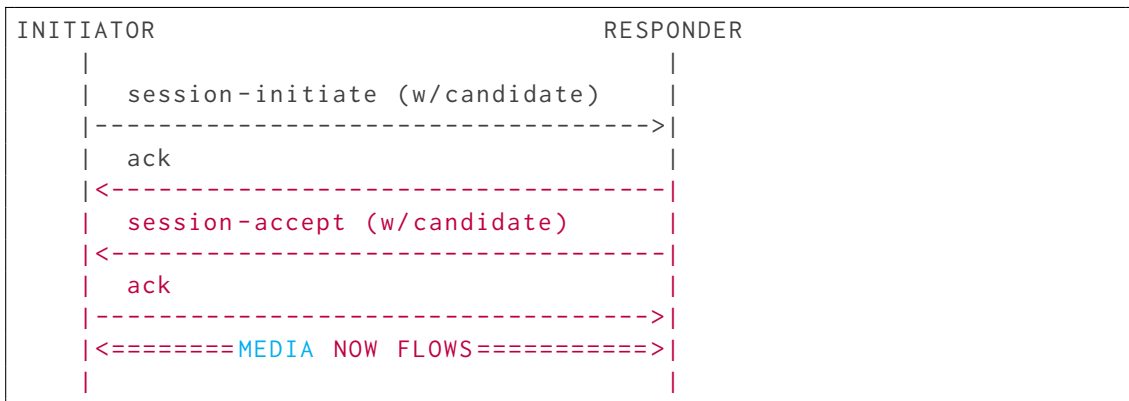 INITIATOR                            RESPONDER
    |                                    |
    |  session-initiate (w/candidate)    |
    |----------------------------------->|
    |  ack                               |
    |<-----------------------------------|
    |  session-accept (w/candidate)      |
    |<-----------------------------------|
    |  ack                               |
    |----------------------------------->|
    |<========MEDIA NOW FLOWS===========>|
    |                                    |